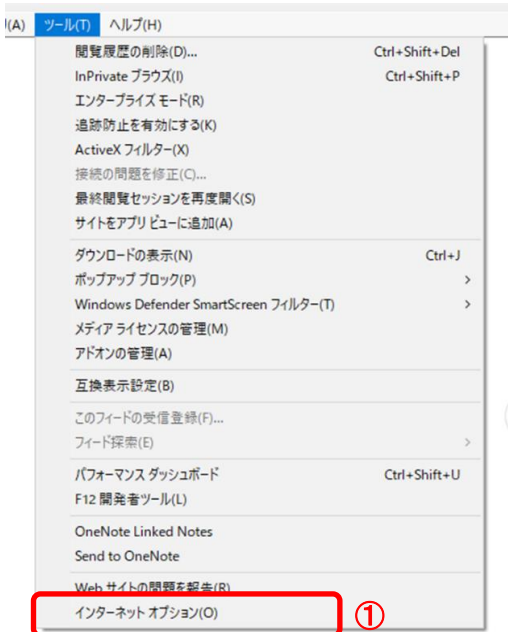 (A) ツール(T) ヘルプ(H)
閲覧履歴の削除(D)... Ctrl+Shift+Del
InPrivate ブラウズ(I) Ctrl+Shift+P
エンタープライズ モード(R)
追跡防止を有効にする(K)
ActiveX フィルター(X)
接続の問題を修正(C)...
最終閲覧セッションを再度開く(S)
サイトをアプリ ビューに追加(A)
ダウンロードの表示(N) Ctrl+J
ポップアップ ブロック(P) >
Windows Defender SmartScreen フィルター(T) >
メディア ライセンスの管理(M)
アドオンの管理(A)
互換表示設定(B)
このフィードの受信登録(F)...
フィード探索(E) >
パフォーマンス ダッシュボード Ctrl+Shift+U
F12 開発者ツール(L)
OneNote Linked Notes
Send to OneNote
Web サイトの問題を報告(R)
インターネット オプション(O) ①